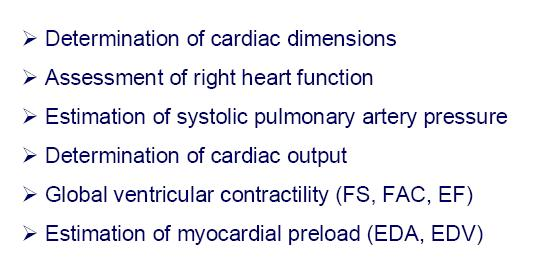 ➢ Determination of cardiac dimensions
➢ Assessment of right heart function
➢ Estimation of systolic pulmonary artery pressure
➢ Determination of cardiac output
➢ Global ventricular contractility (FS, FAC, EF)
➢ Estimation of myocardial preload (EDA, EDV)